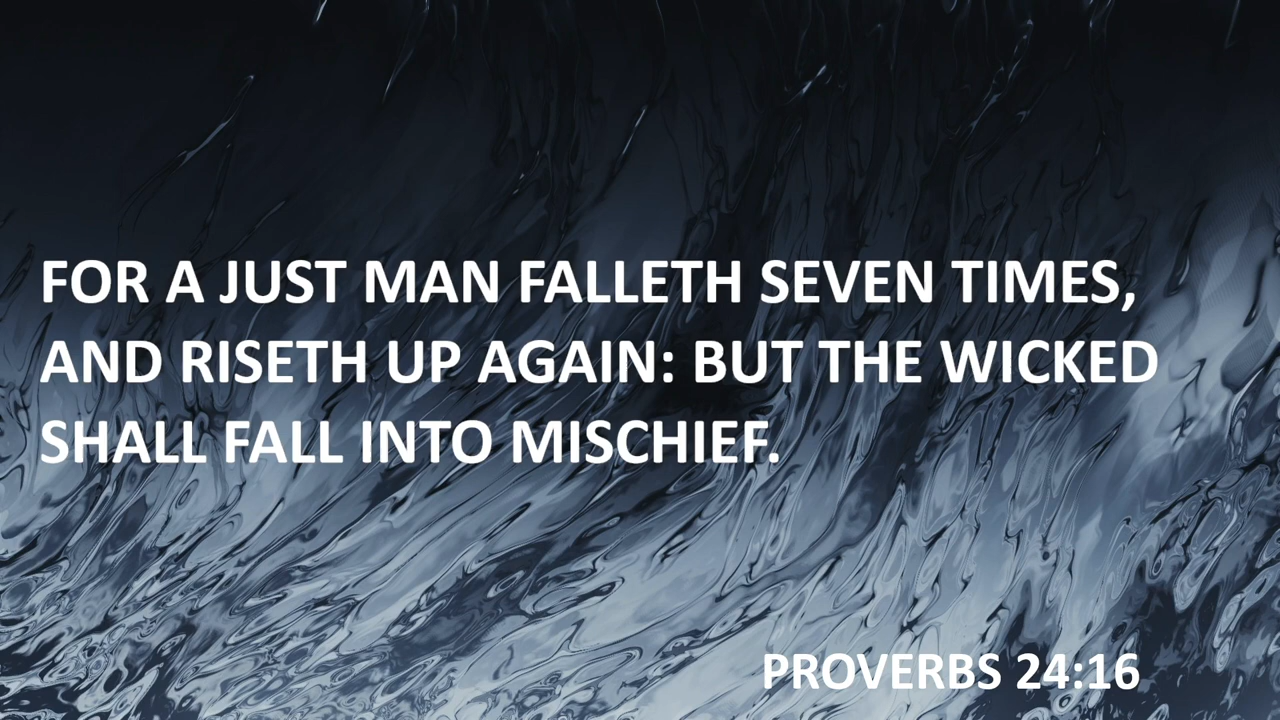 FOR A JUST MAN FALLETH SEVEN TIMES,
AND RISETH UP AGAIN: BUT THE WICKED
SHALL FALL INTO MISCHIEF.
PROVERBS 24:16